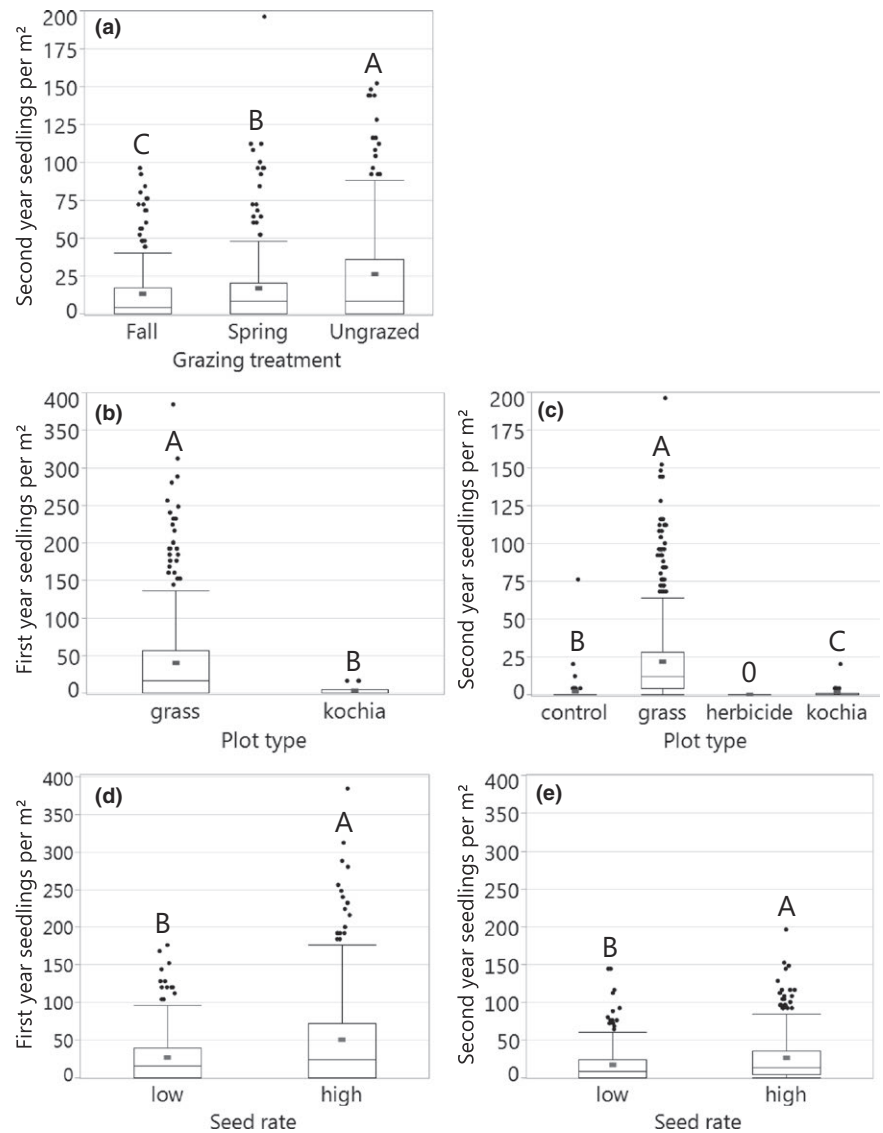 (a)
Second year seedlings per m²
200
175
150
125
100
75
50
25
0
C
B
A
Fall Spring Ungrazed
Grazing treatment
(b)
First year seedlings per m²
400
350
300
250
200
150
100
50
0
A
B
grass kochia
Plot type
(c)
Second year seedlings per m²
200
175
150
125
100
75
50
25
0
B
A
0
C
control grass herbicide kochia
Plot type
(d)
First year seedlings per m²
400
350
300
250
200
150
100
50
0
B
A
low high
Seed rate
(e)
Second year seedlings per m²
400
350
300
250
200
150
100
50
0
B
A
low high
Seed rate